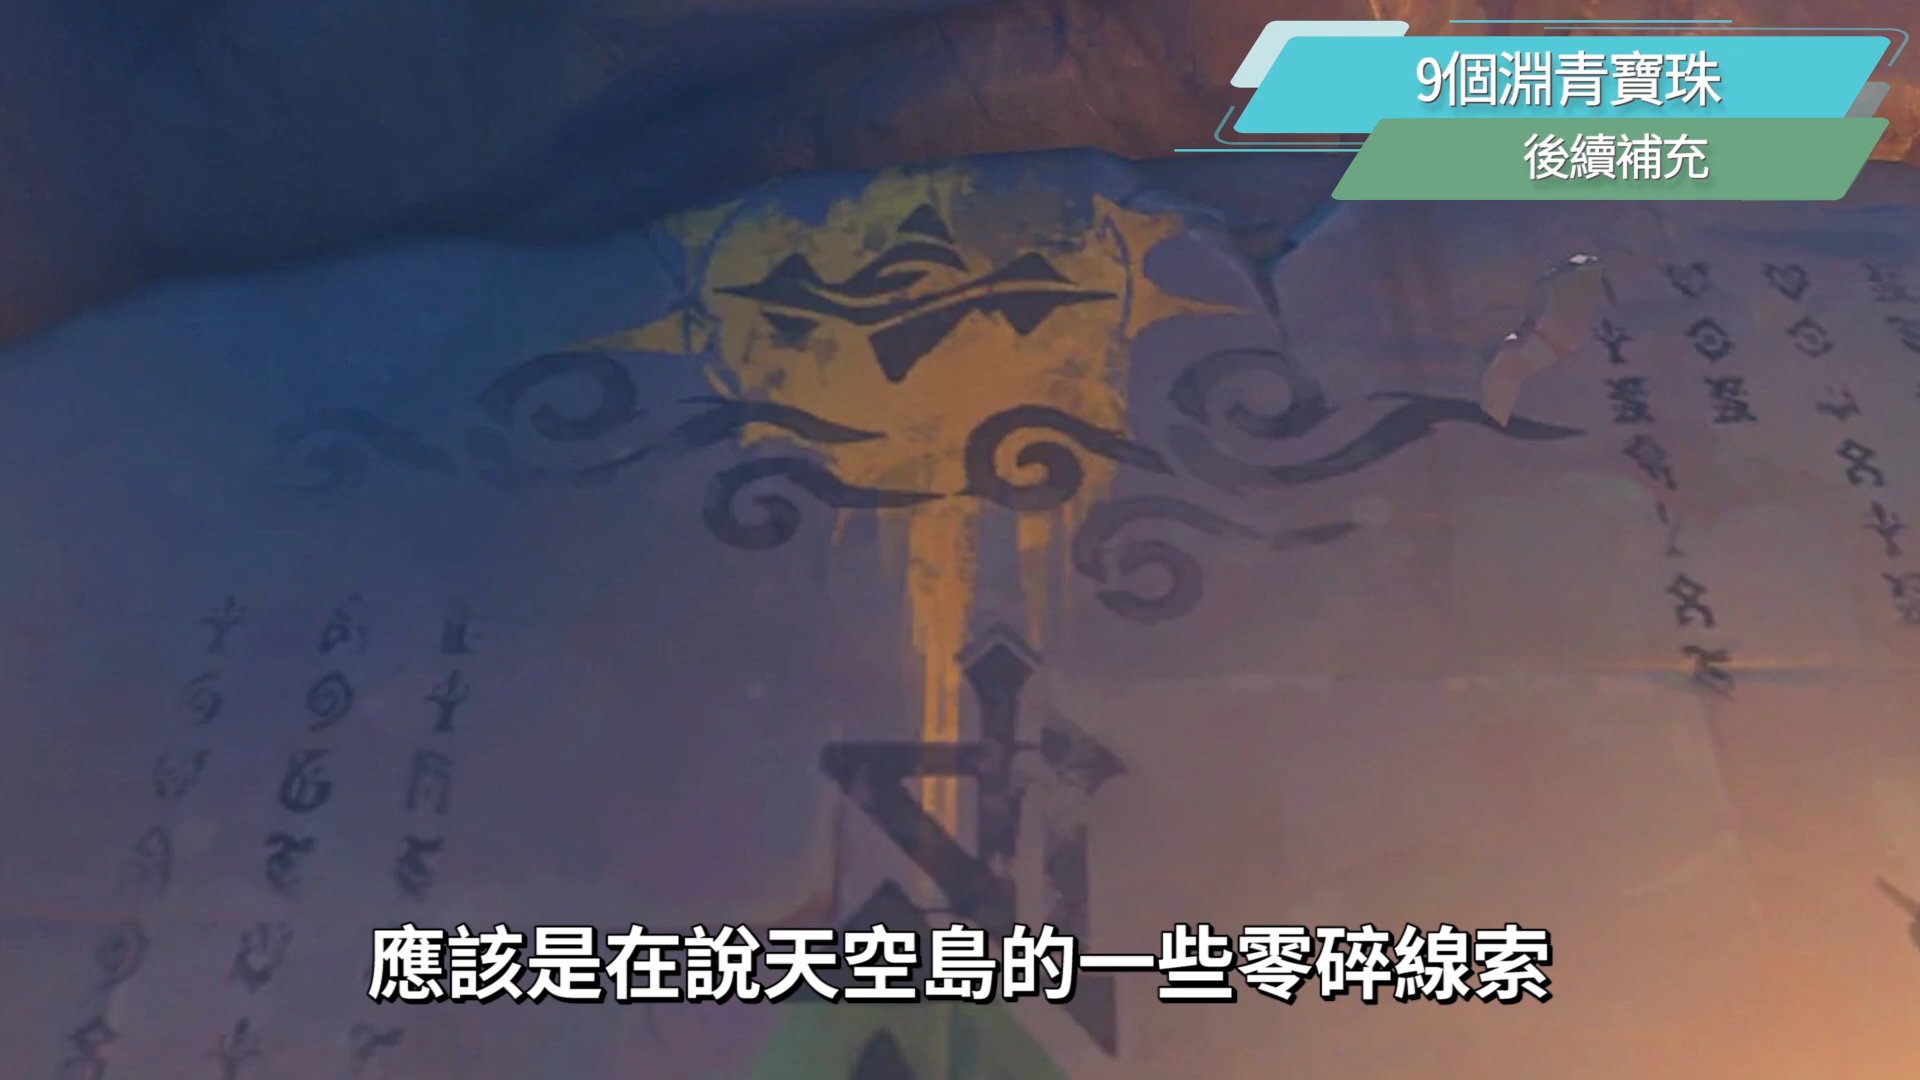 9個淵青寶珠
後續補充
應該是在說天空島的一些零碎線索